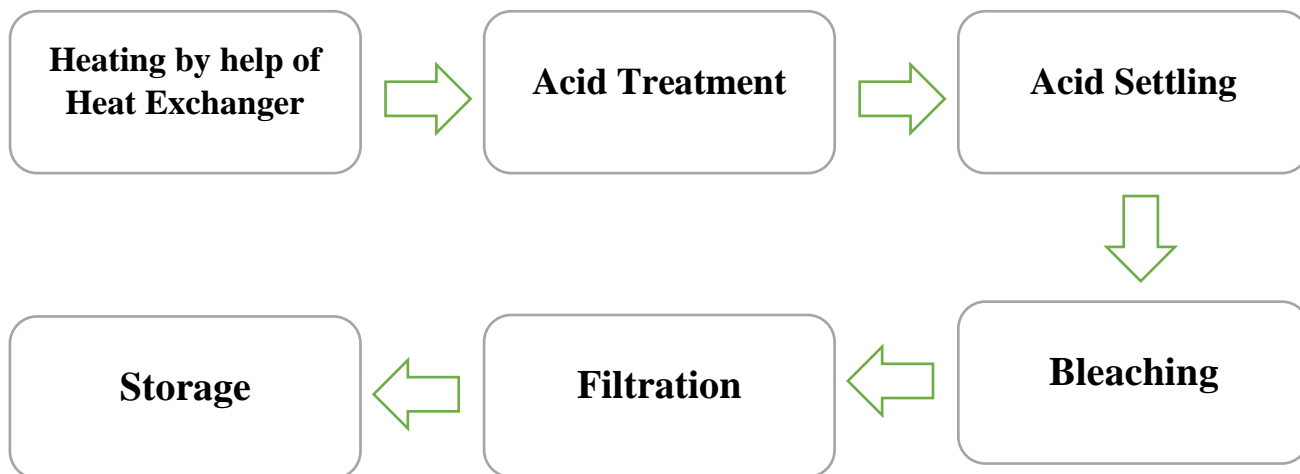 Heating by help of
Heat Exchanger
Acid Treatment
Acid Settling
Bleaching
Filtration
Storage